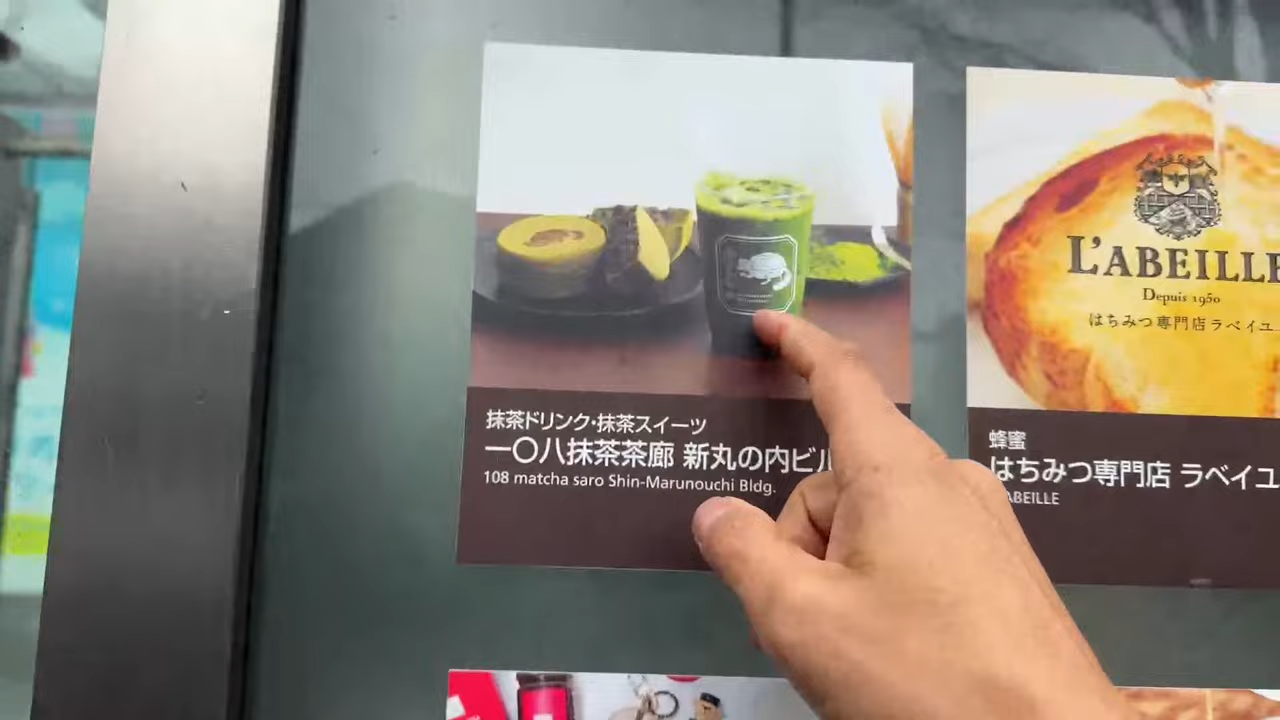 抹茶ドリンク・抹茶スイーツ
一〇八抹茶茶廊 新丸の内ビル
108 matcha saro Shin-Marunouchi Bldg.
L'ABEILLE
Depuis 1950
はちみつ専門店 ラベイユ
蜂蜜
はちみつ専門店 ラベイユ
ABEILLE